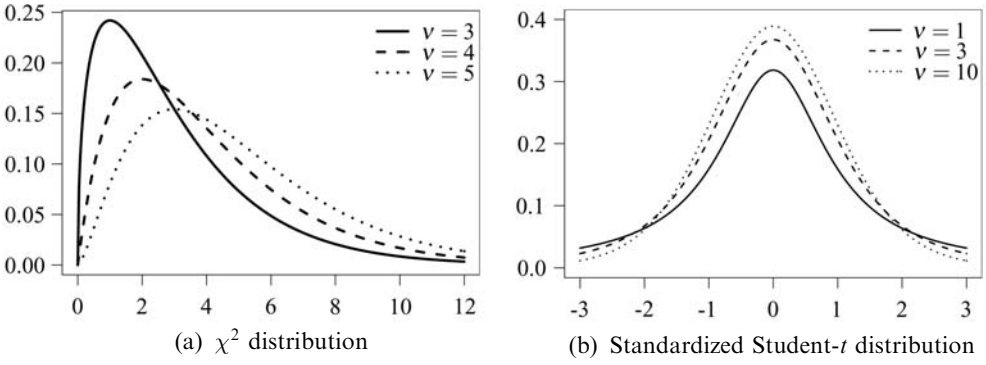 0.25
0.20
0.15
0.10
0.05
0.00
0 2 4 6 8 10 12
ν = 3
ν = 4
ν = 5
(a) χ² distribution
0.4
0.3
0.2
0.1
0.0
-3 -2 -1 0 1 2 3
ν = 1
ν = 3
ν = 10
(b) Standardized Student-t distribution